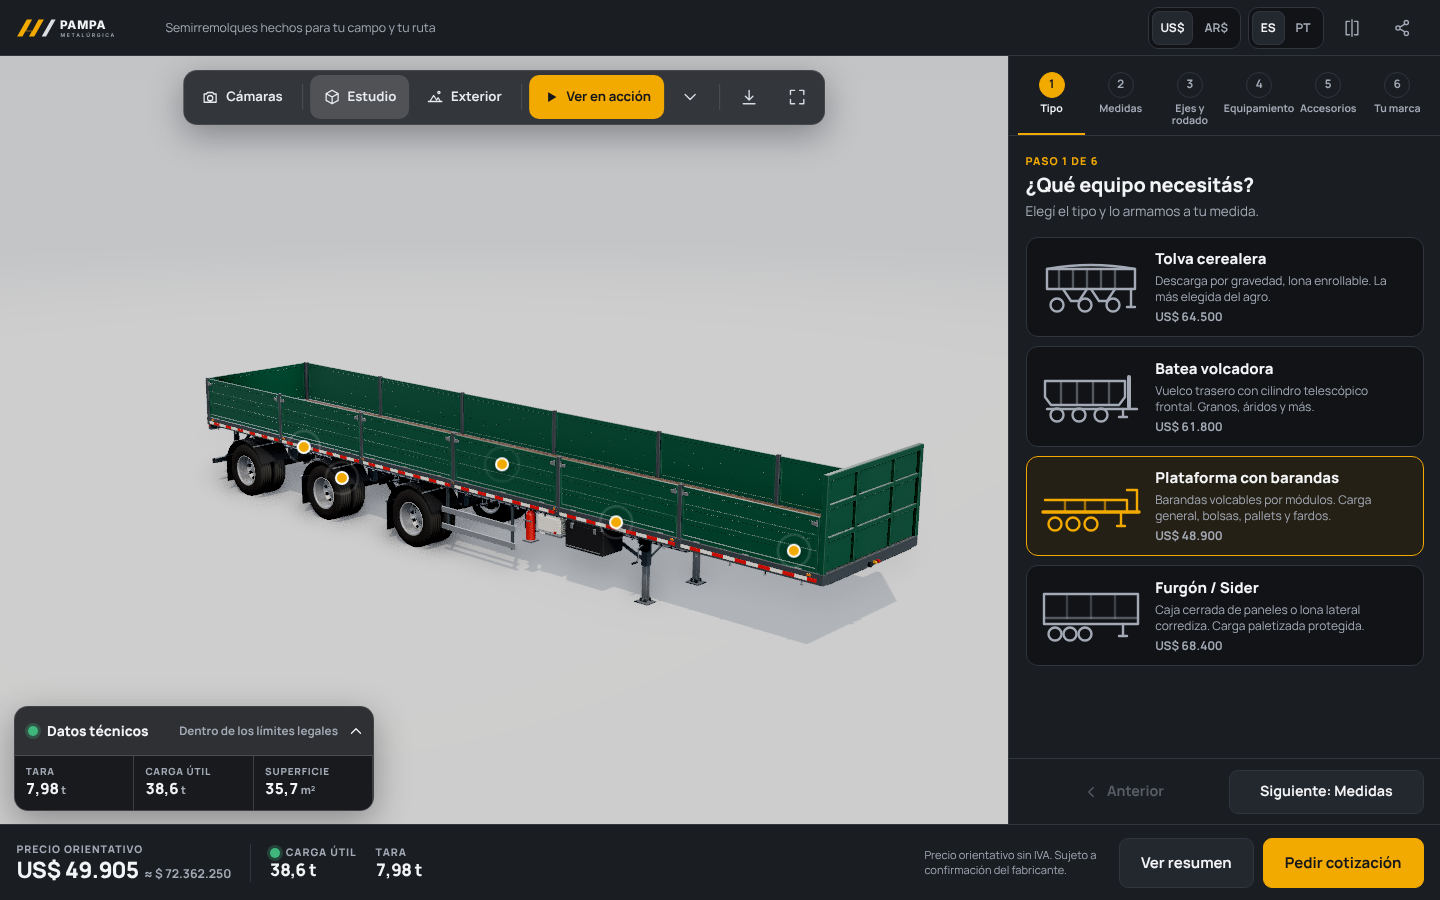 PAMPA
METALÚRGICA
Semirremolques hechos para tu campo y tu ruta
US$ AR$
ES PT
Cámaras
Estudio
Exterior
Ver en acción
1 Tipo
2 Medidas
3 Ejes y
rodado
4 Equipamiento
5 Accesorios
6 Tu marca
PASO 1 DE 6
¿Qué equipo necesitás?
Elegí el tipo y lo armamos a tu medida.
Tolva cerealera
Descarga por gravedad, lona enrollable. La
más elegida del agro.
US$ 64.500
Batea volcadora
Vuelco trasero con cilindro telescópico
frontal. Granos, áridos y más.
US$ 61.800
Plataforma con barandas
Barandas volcables por módulos. Carga
general, bolsas, pallets y fardos.
US$ 48.900
Furgón / Sider
Caja cerrada de paneles o lona lateral
corrediza. Carga paletizada protegida.
US$ 68.400
Anterior
Siguiente: Medidas
Datos técnicos
Dentro de los límites legales
TARA
7,98 t
CARGA ÚTIL
38,6 t
SUPERFICIE
35,7 m²
PRECIO ORIENTATIVO
US$ 49.905 ≈ $ 72.362.250
CARGA ÚTIL
38,6 t
TARA
7,98 t
Precio orientativo sin IVA. Sujeto a
confirmación del fabricante.
Ver resumen
Pedir cotización